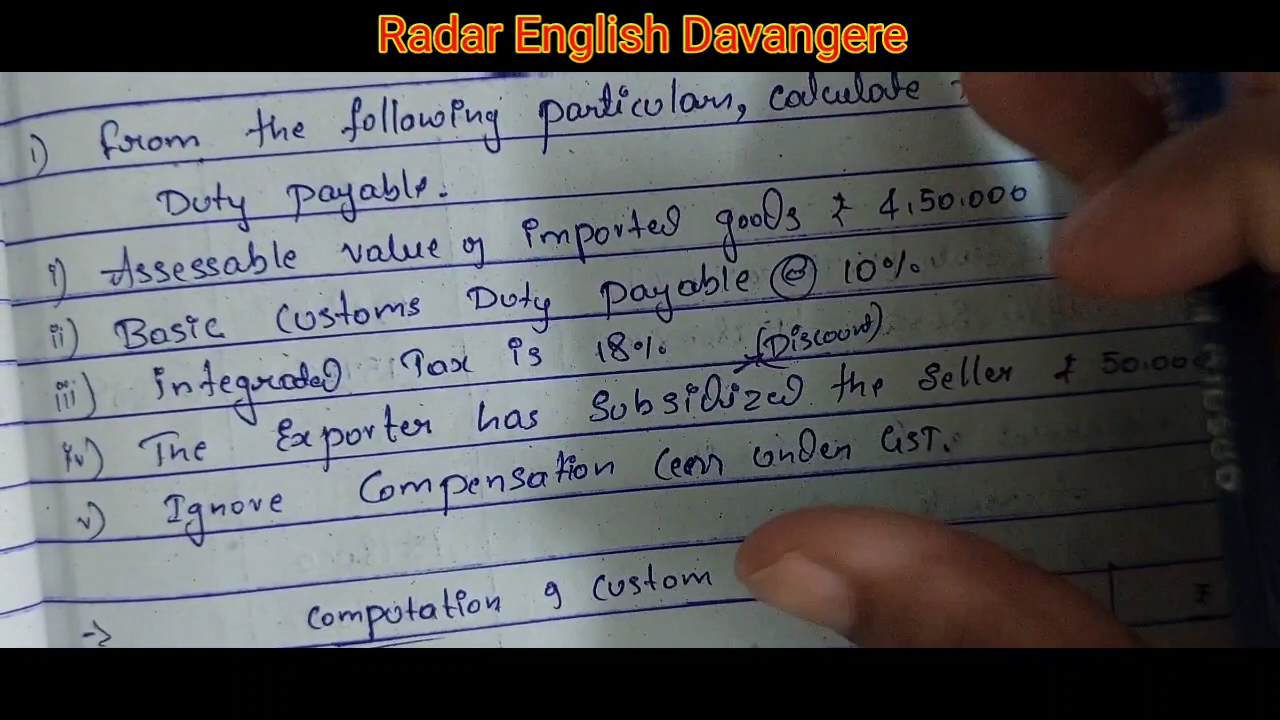 Radar English Davangere
1) From the following particulars, calculate
Duty payable.
i) Assessable value of imported goods ₹ 4,50,000
ii) Basic Customs Duty payable @ 10%
iii) integrated Tax is 18%
(Discount)
iv) The Exporter has Subsidized the Seller ₹ 50,000
v) Ignore Compensation Cess under GST.
→ Computation of custom
₹